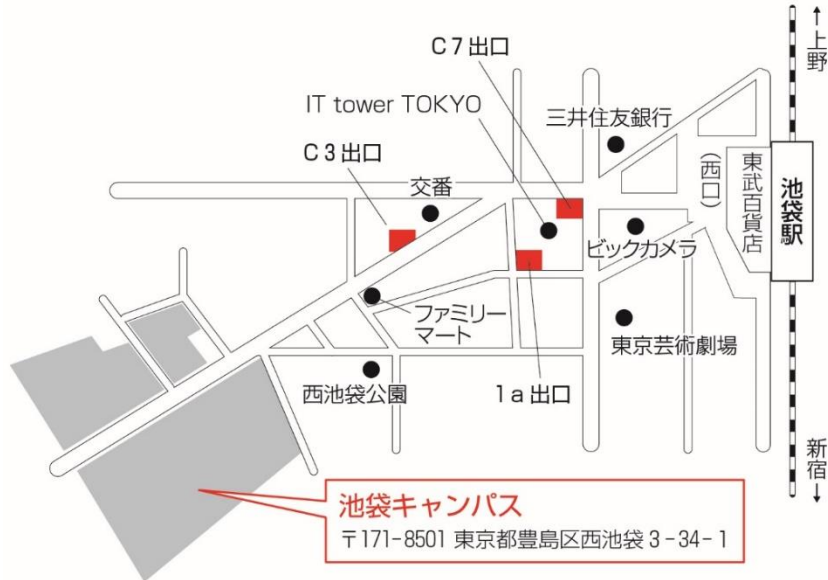 ↑上野
C7出口
IT tower TOKYO
三井住友銀行
C3出口
交番
(西口)
東武百貨店
池袋駅
ビックカメラ
ファミリー
マート
東京芸術劇場
西池袋公園
1a出口
新宿↓
池袋キャンパス
〒171-8501 東京都豊島区西池袋3-34-1